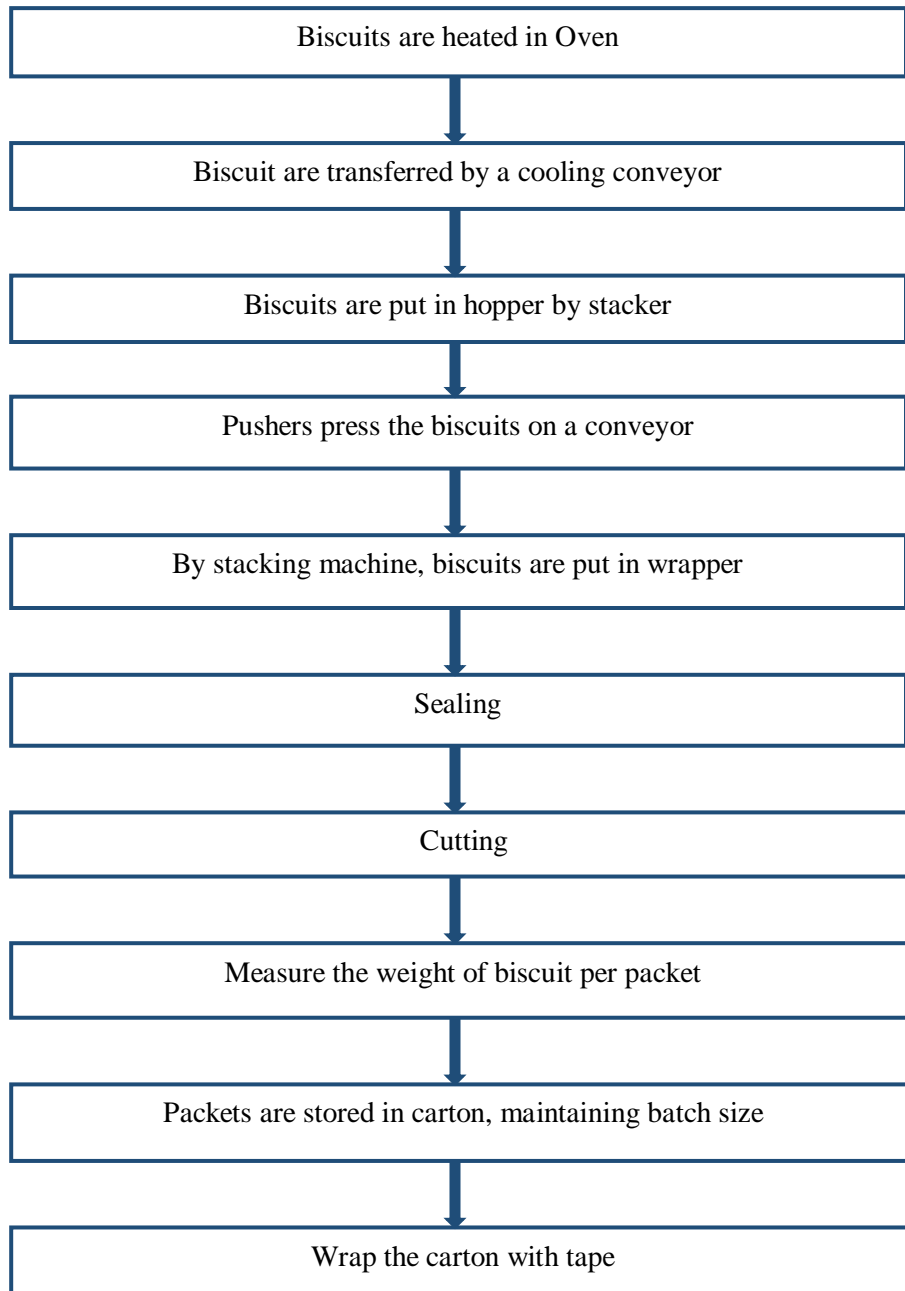 Biscuits are heated in Oven
Biscuit are transferred by a cooling conveyor
Biscuits are put in hopper by stacker
Pushers press the biscuits on a conveyor
By stacking machine, biscuits are put in wrapper
Sealing
Cutting
Measure the weight of biscuit per packet
Packets are stored in carton, maintaining batch size
Wrap the carton with tape